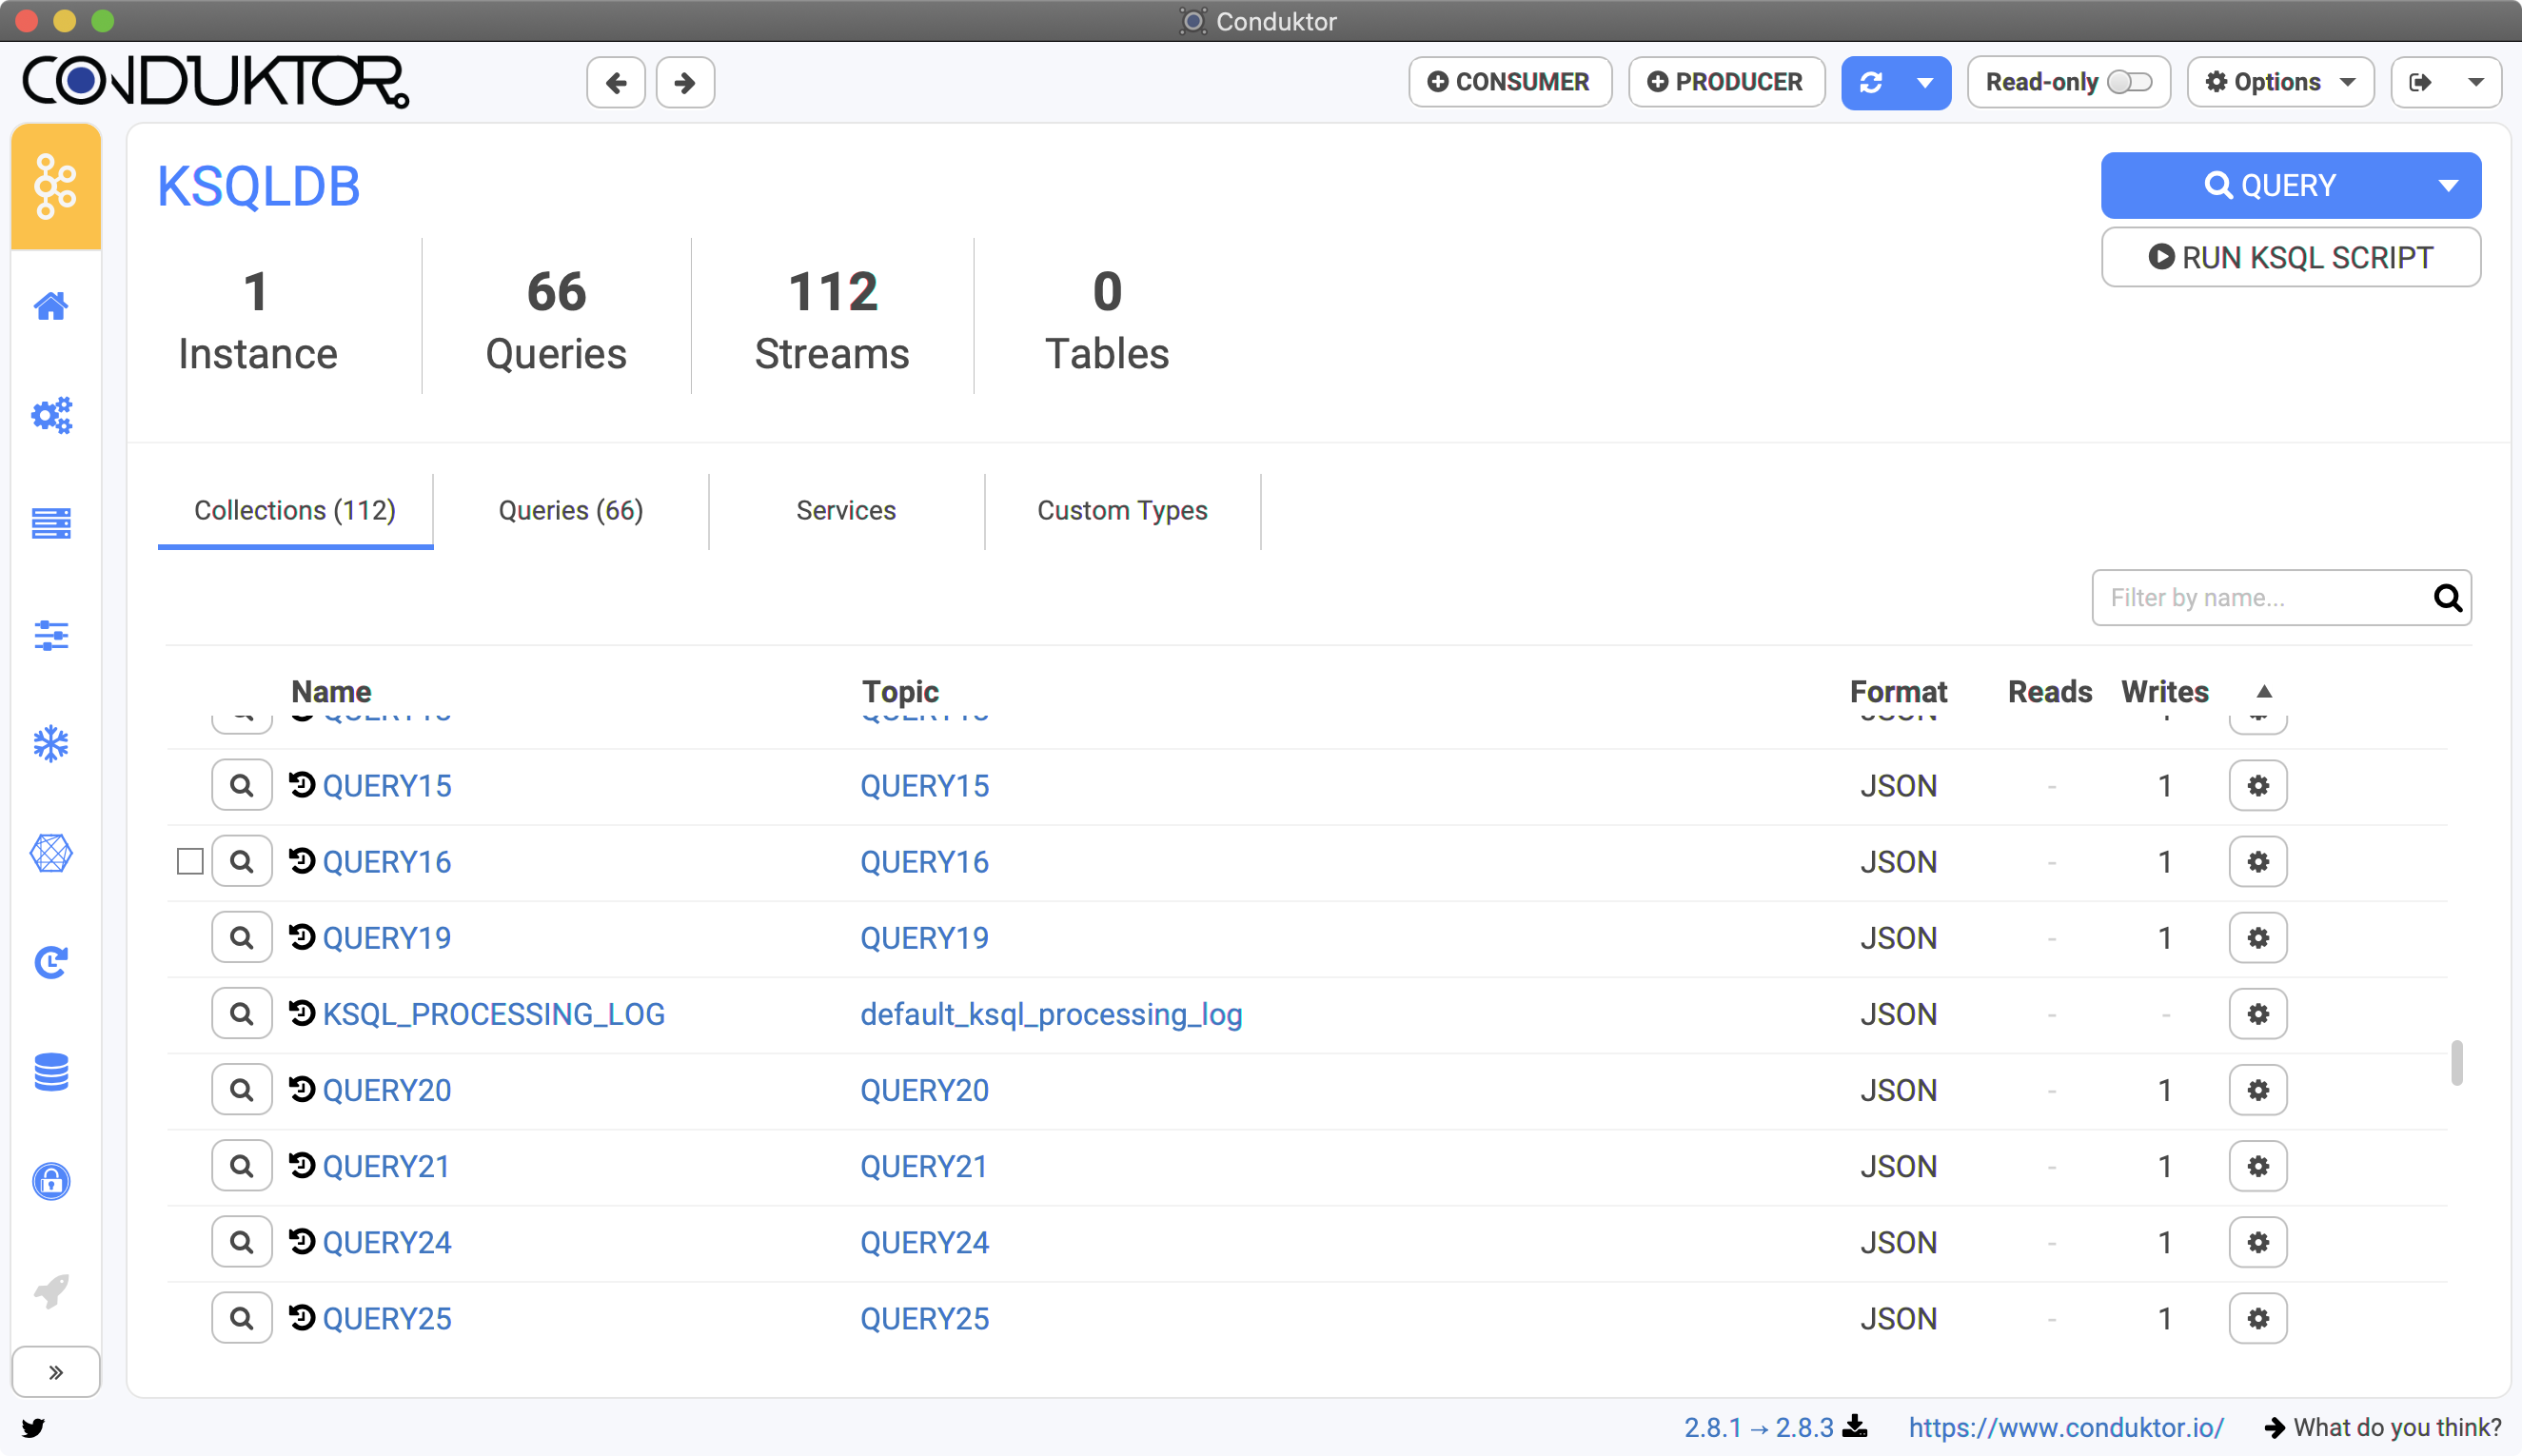 Conduktor
CONDUKTOR
CONSUMER
PRODUCER
Read-only
Options
KSQLDB
QUERY
RUN KSQL SCRIPT
1 66 112 0
Instance Queries Streams Tables
Collections (112) Queries (66) Services Custom Types
Filter by name...
Name Topic Format Reads Writes
QUERY15 QUERY15 JSON - 1
QUERY16 QUERY16 JSON - 1
QUERY19 QUERY19 JSON - 1
KSQL_PROCESSING_LOG default_ksql_processing_log JSON - -
QUERY20 QUERY20 JSON - 1
QUERY21 QUERY21 JSON - 1
QUERY24 QUERY24 JSON - 1
QUERY25 QUERY25 JSON - 1
2.8.1 → 2.8.3 https://www.conduktor.io/ What do you think?